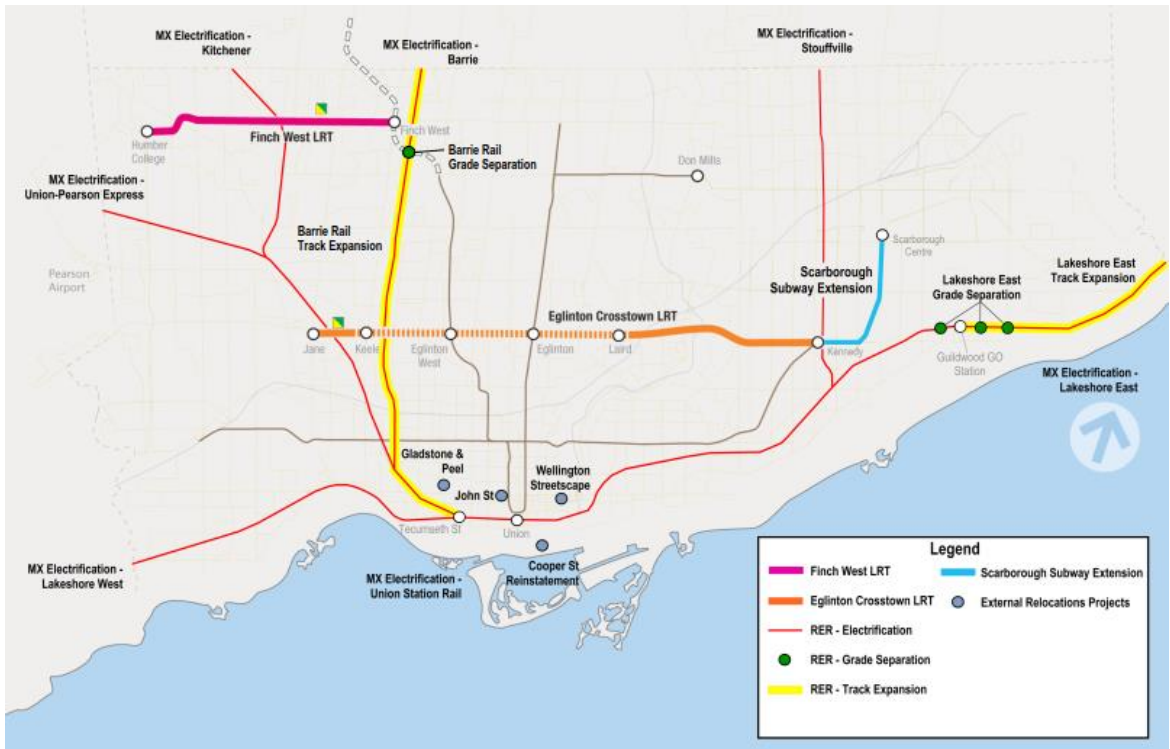 MX Electrification -
Kitchener
MX Electrification -
Barrie
MX Electrification -
Stouffville
Finch West LRT
Humber
College
Finch West
Barrie Rail
Grade Separation
Don Mills
MX Electrification -
Union-Pearson Express
Barrie Rail
Track Expansion
Pearson
Airport
Scarborough
Centre
Scarborough
Subway Extension
Lakeshore East
Track Expansion
Lakeshore East
Grade Separation
Eglinton Crosstown LRT
Jane
Keele
Eglinton
West
Eglinton
Laird
Kennedy
Guildwood GO
Station
MX Electrification -
Lakeshore East
Gladstone &
Peel
John St
Wellington
Streetscape
Tecumseth St
Union
Cooper St
Reinstatement
MX Electrification -
Lakeshore West
MX Electrification -
Union Station Rail
Legend
Finch West LRT
Eglinton Crosstown LRT
RER - Electrification
RER - Grade Separation
RER - Track Expansion
Scarborough Subway Extension
External Relocations Projects